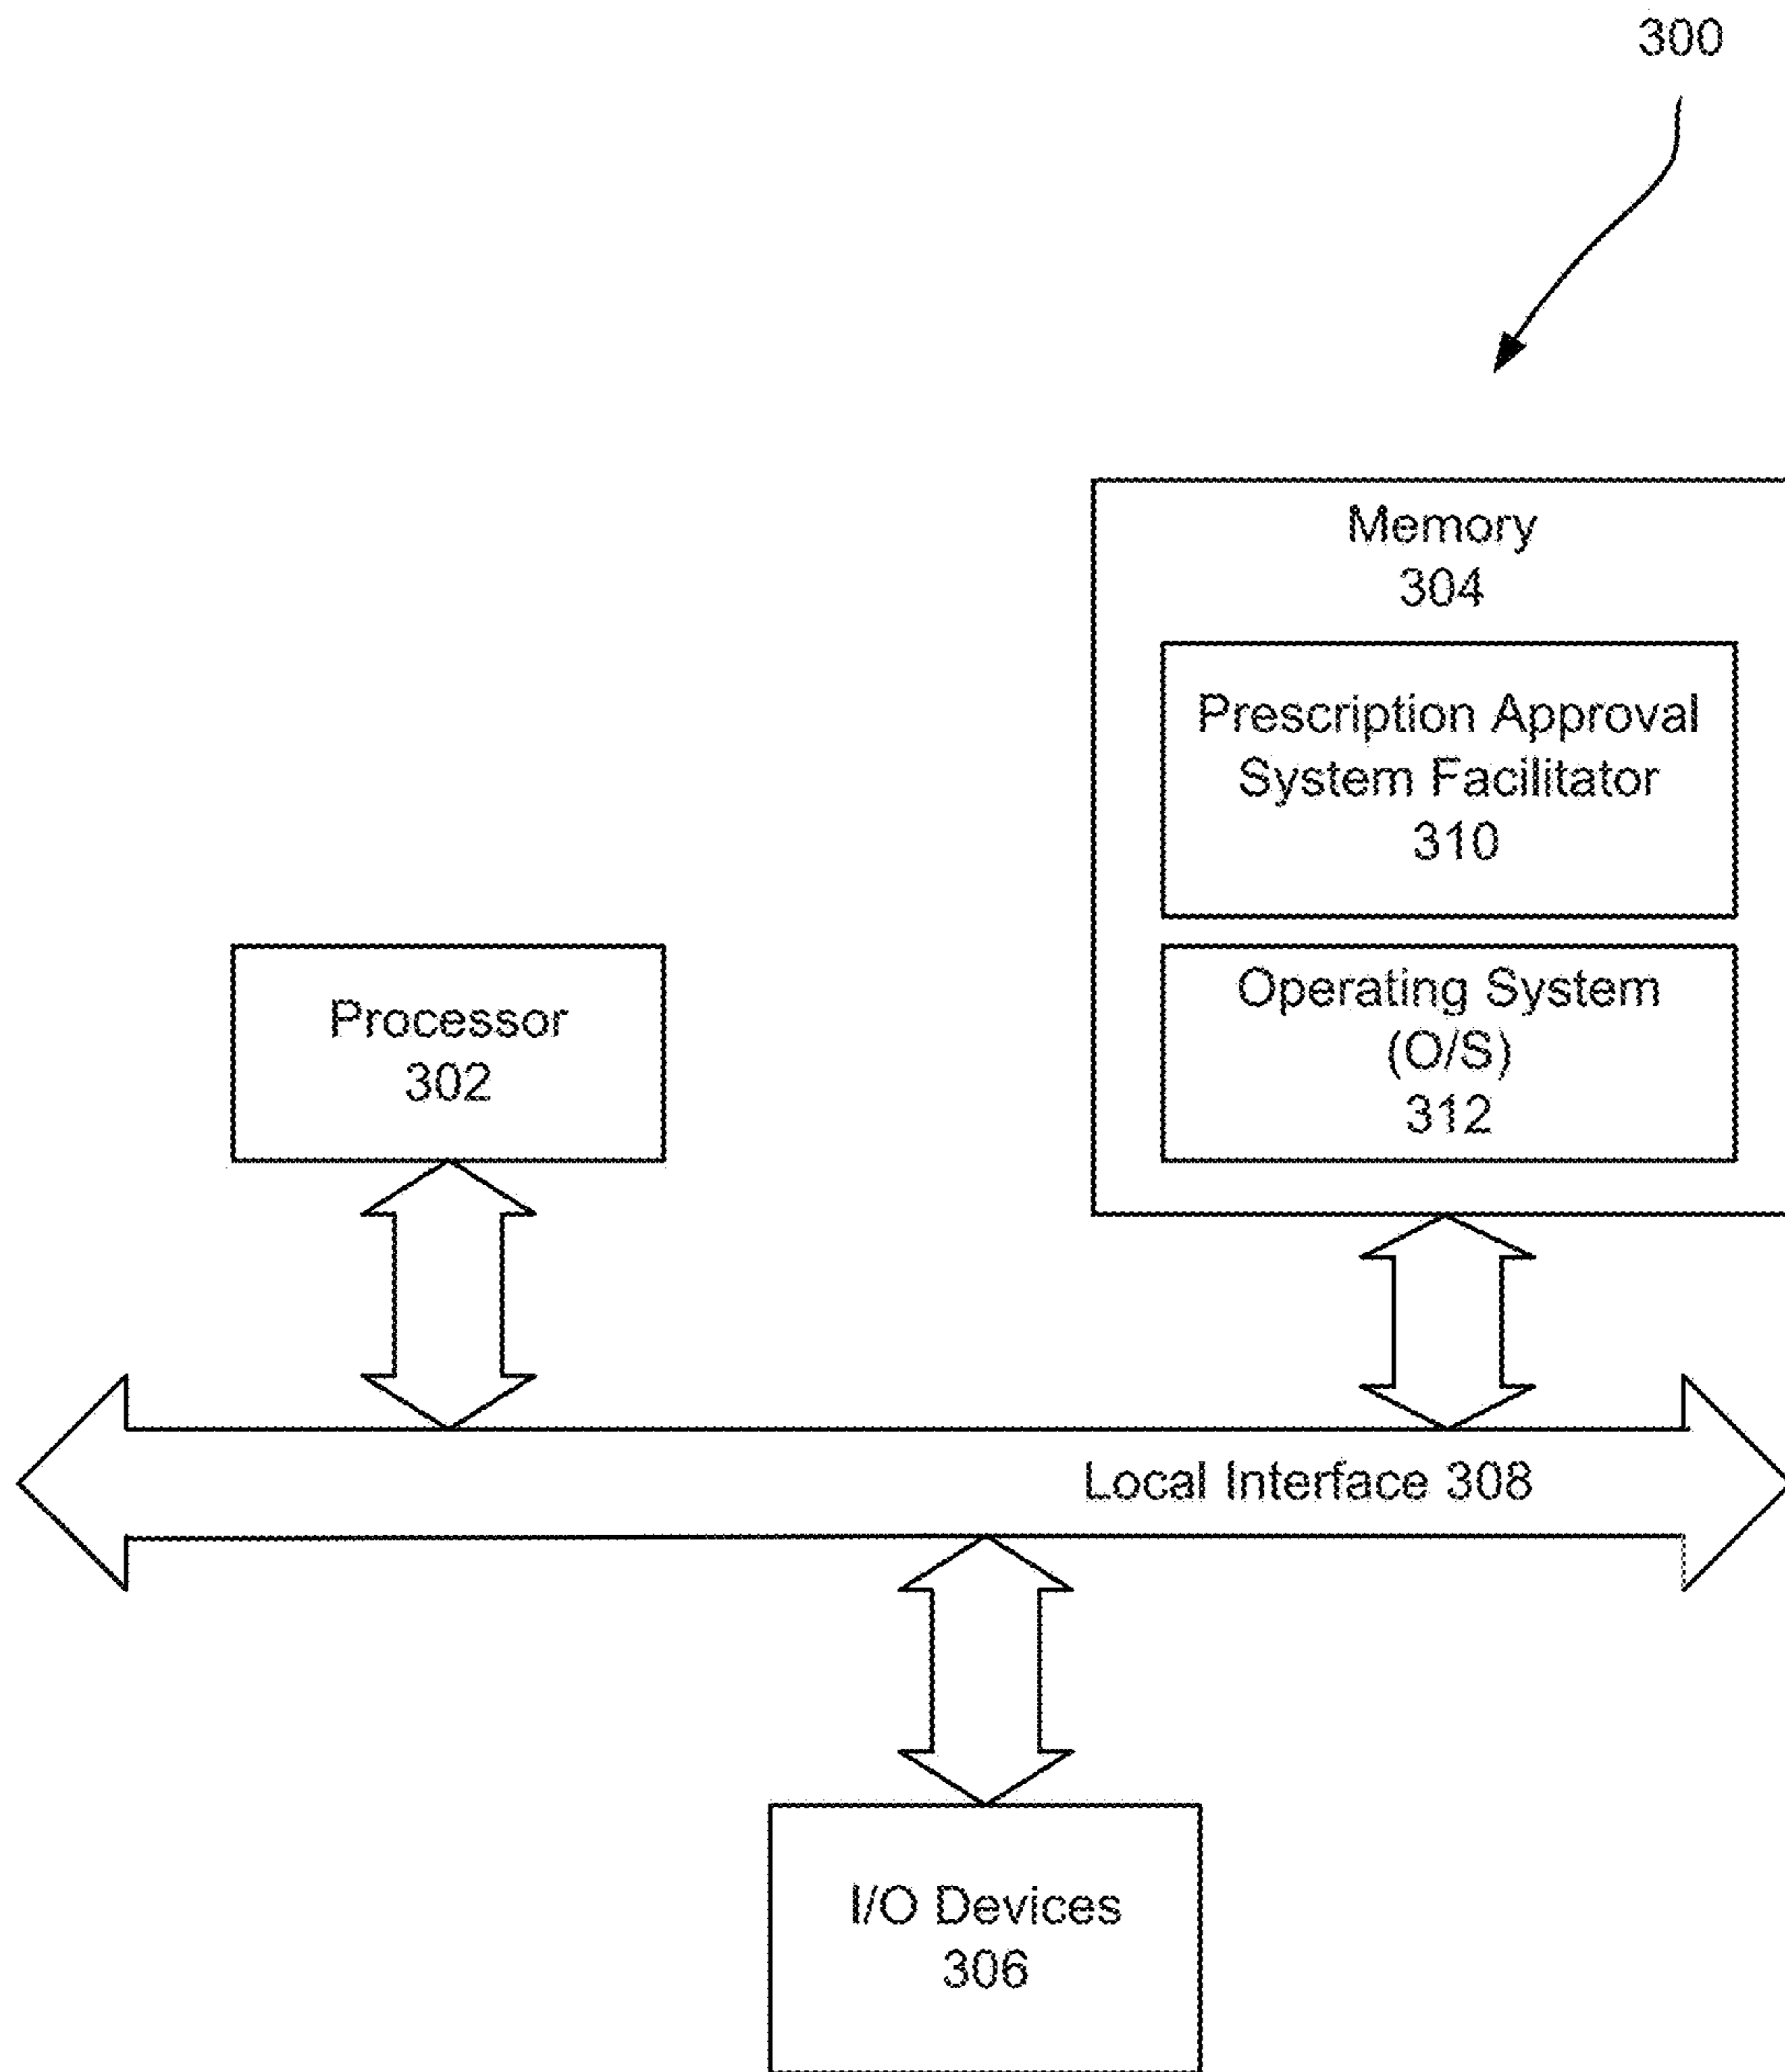 300
Memory
304
Prescription Approval
System Facilitator
310
Operating System
(O/S)
312
Processor
302
Local Interface 308
I/O Devices
306